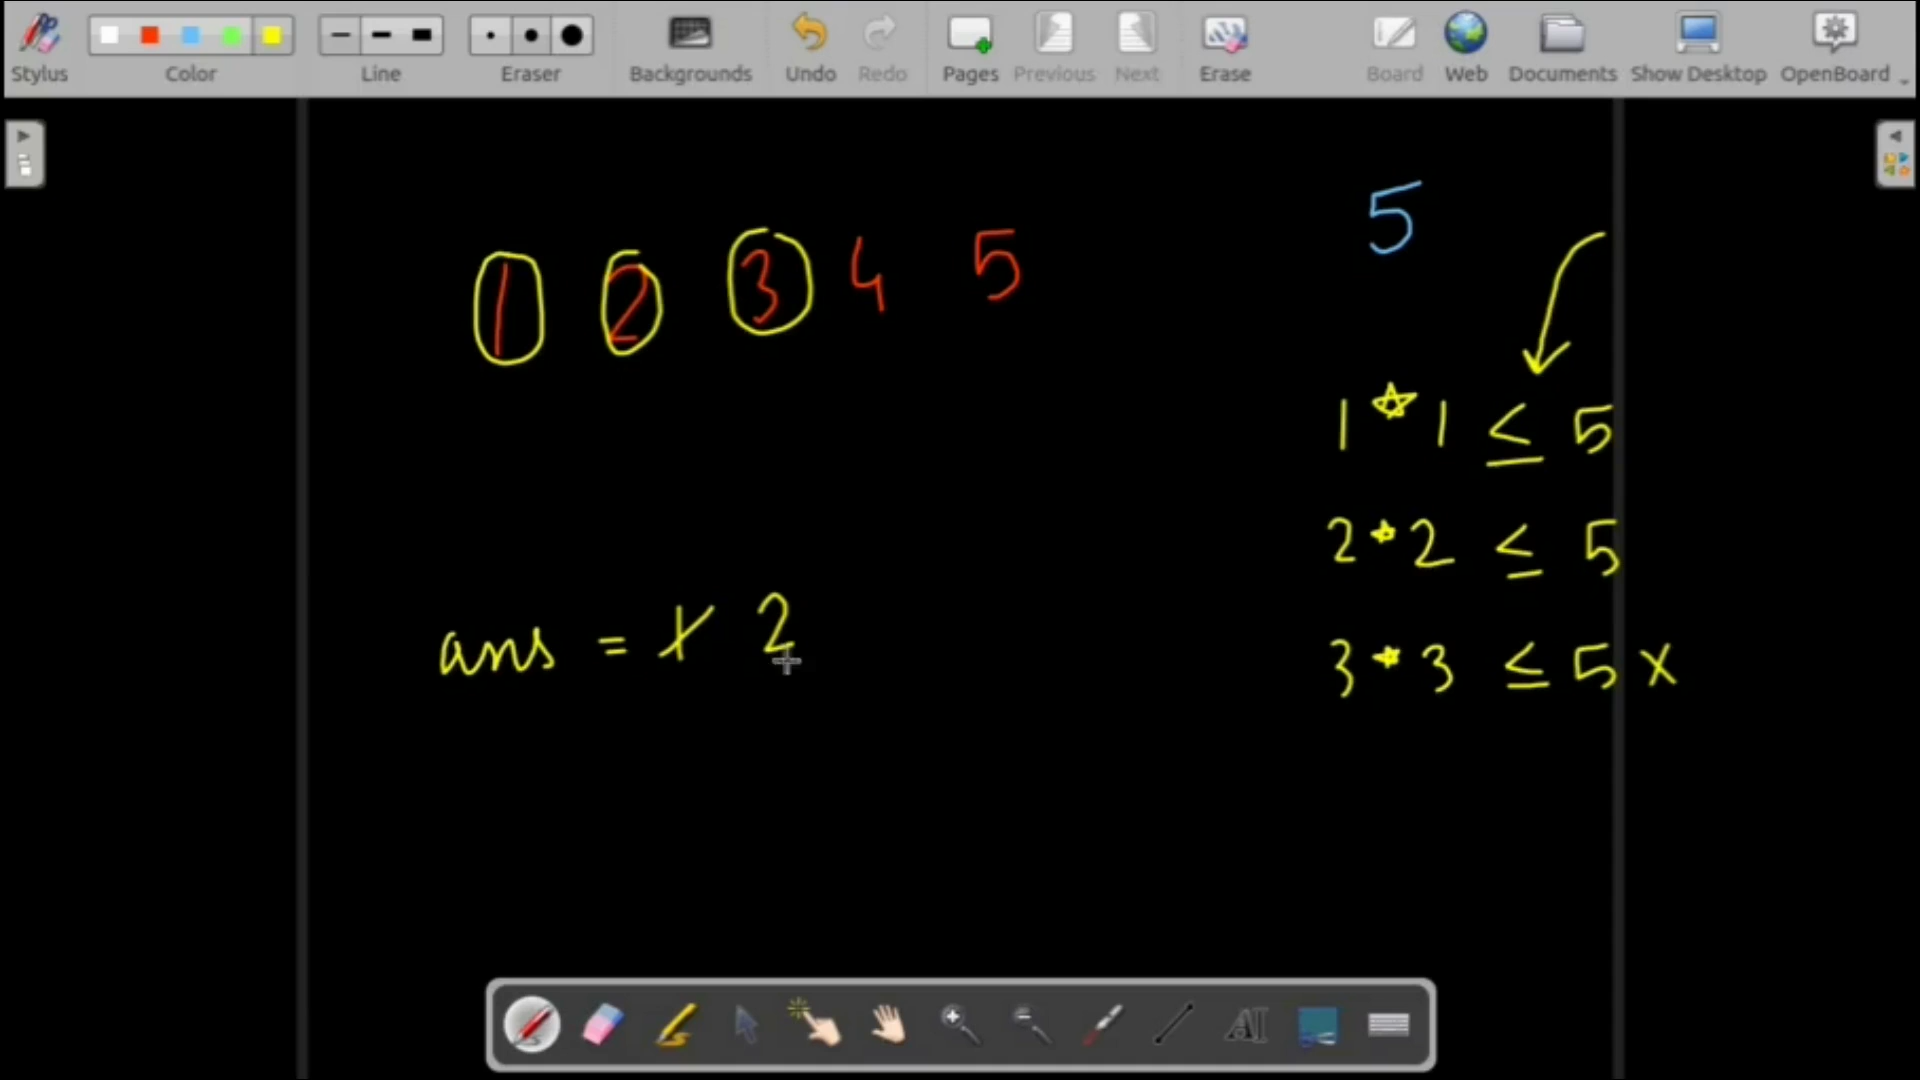 Stylus Color Line Eraser Backgrounds Undo Redo Pages Previous Next Erase Board Web Documents Show Desktop OpenBoard
5
1 2 3 4 5
1 * 1 ≤ 5
2 * 2 ≤ 5
ans = 1 2
3 * 3 ≤ 5 x
AI